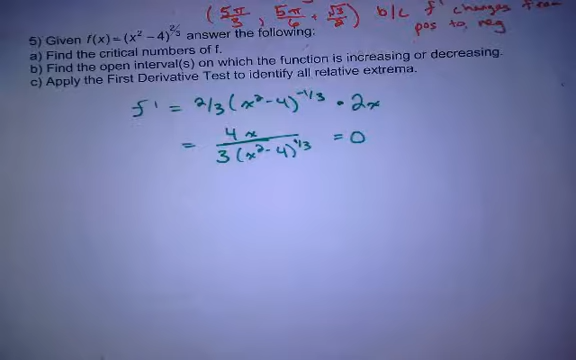 (5π/3, 5π/6 + √3/2) b/c f' changes from
pos to neg
5) Given f(x) = (x² − 4)^2/3 answer the following:
a) Find the critical numbers of f.
b) Find the open interval(s) on which the function is increasing or decreasing.
c) Apply the First Derivative Test to identify all relative extrema.
f' = 2/3 (x² − 4)^−1/3 • 2x
= 4x / 3(x² − 4)^1/3 = 0